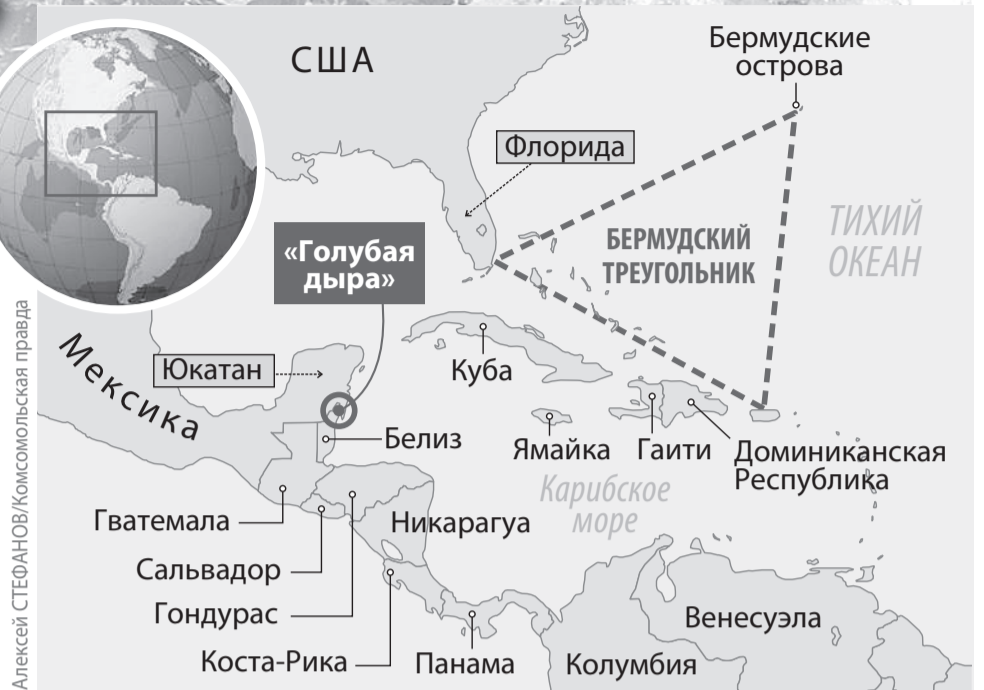 США
Бермудские
острова
Флорида
«Голубая
дыра»
БЕРМУДСКИЙ
ТРЕУГОЛЬНИК
ТИХИЙ
ОКЕАН
Мексика
Юкатан
Куба
Белиз
Ямайка
Гаити
Доминиканская
Республика
Карибское
море
Гватемала
Никарагуа
Сальвадор
Гондурас
Венесуэла
Коста-Рика
Панама
Колумбия
Алексей СТЕФАНОВ/Комсомольская правда